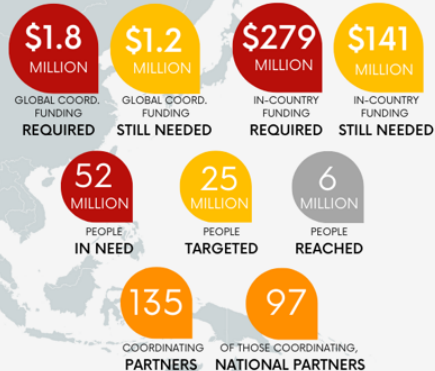 $1.8
MILLION
GLOBAL COORD.
FUNDING
REQUIRED
$1.2
MILLION
GLOBAL COORD.
FUNDING
STILL NEEDED
$279
MILLION
IN-COUNTRY
FUNDING
REQUIRED
$141
MILLION
IN-COUNTRY
FUNDING
STILL NEEDED
52
MILLION
PEOPLE
IN NEED
25
MILLION
PEOPLE
TARGETED
6
MILLION
PEOPLE
REACHED
135
COORDINATING
PARTNERS
97
OF THOSE COORDINATING,
NATIONAL PARTNERS